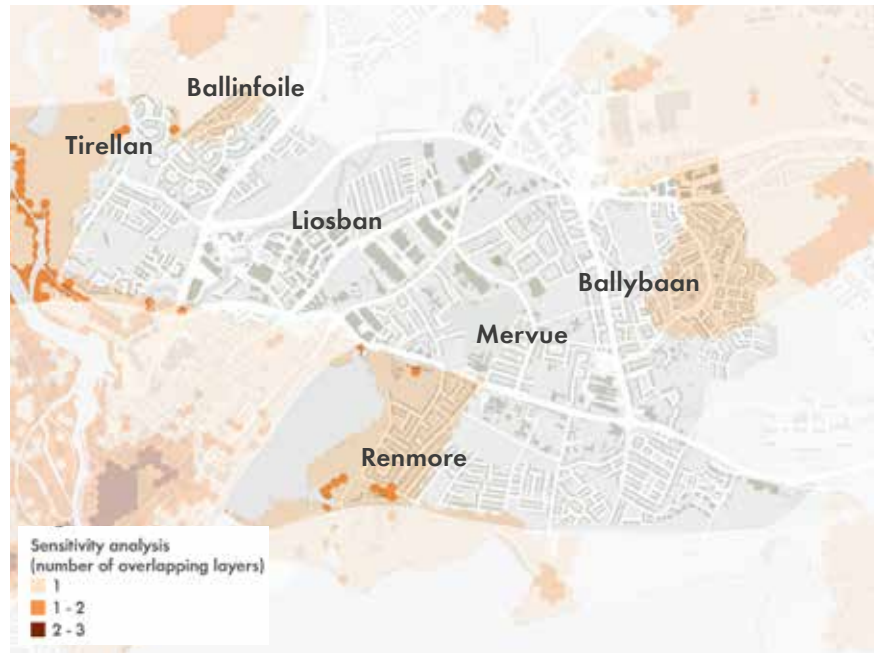 Ballinfoile
Tirellan
Liosban
Ballybaan
Mervue
Renmore
Sensitivity analysis
(number of overlapping layers)
1
1 - 2
2 - 3